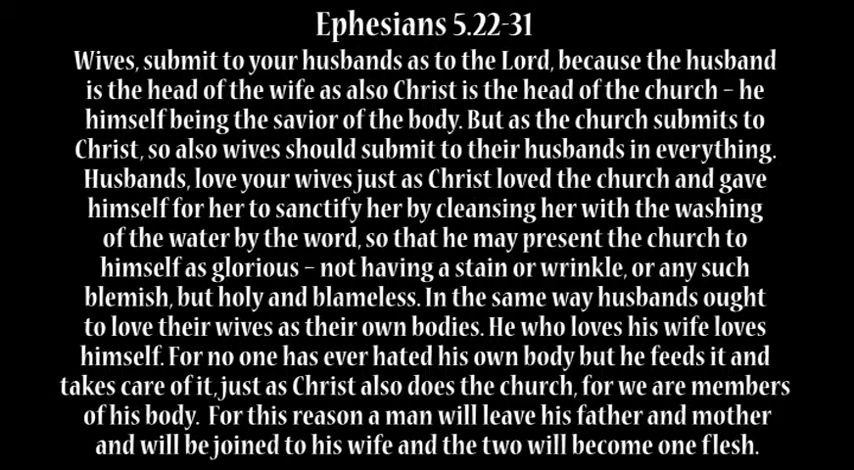 Ephesians 5.22-31
Wives, submit to your husbands as to the Lord, because the husband
is the head of the wife as also Christ is the head of the church – he
himself being the savior of the body. But as the church submits to
Christ, so also wives should submit to their husbands in everything.
Husbands, love your wives just as Christ loved the church and gave
himself for her to sanctify her by cleansing her with the washing
of the water by the word, so that he may present the church to
himself as glorious – not having a stain or wrinkle, or any such
blemish, but holy and blameless. In the same way husbands ought
to love their wives as their own bodies. He who loves his wife loves
himself. For no one has ever hated his own body but he feeds it and
takes care of it, just as Christ also does the church, for we are members
of his body. For this reason a man will leave his father and mother
and will be joined to his wife and the two will become one flesh.